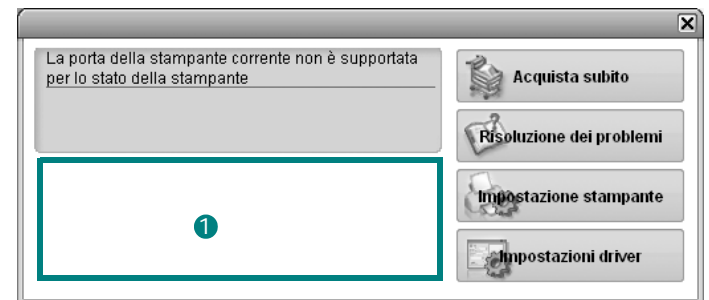 La porta della stampante corrente non è supportata
per lo stato della stampante
Acquista subito
Risoluzione dei problemi
Impostazione stampante
Impostazioni driver
1